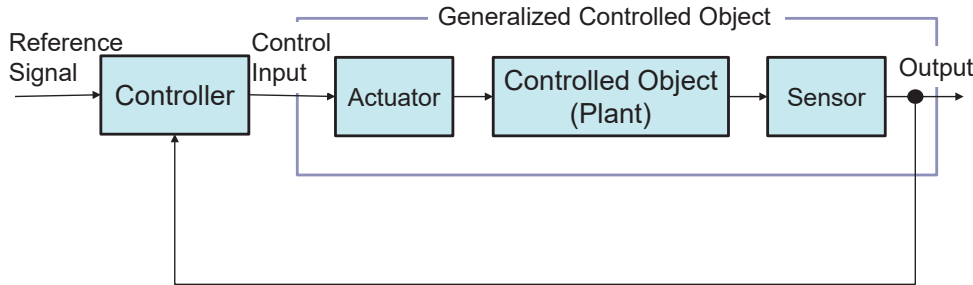 Generalized Controlled Object
Reference
Signal
Controller
Control
Input
Actuator
Controlled Object
(Plant)
Sensor
Output